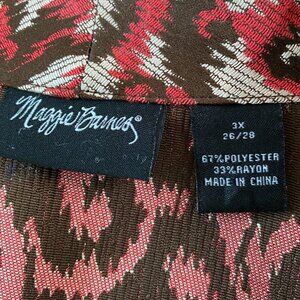 Maggie Barnes®
3X
26/28
67%POLYESTER
33%RAYON
MADE IN CHINA